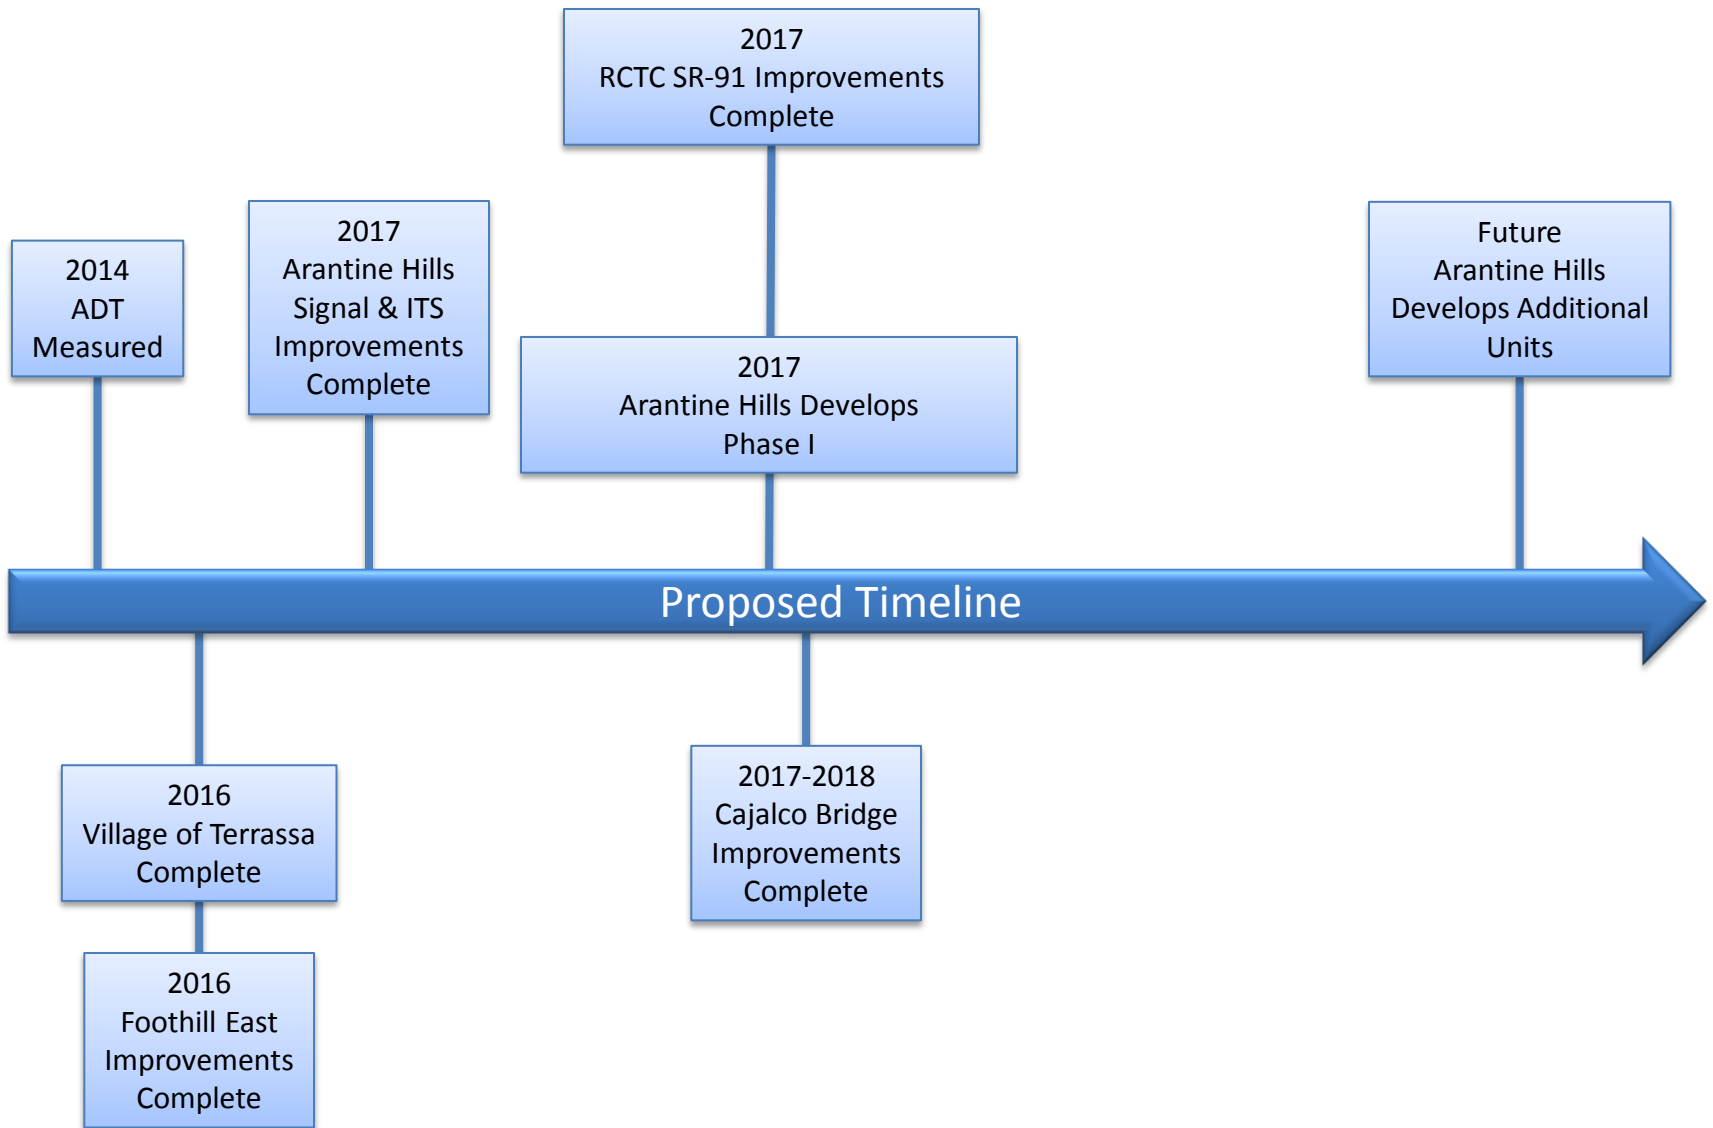 2017
RCTC SR-91 Improvements
Complete
2014
ADT
Measured
2017
Arantine Hills
Signal & ITS
Improvements
Complete
2017
Arantine Hills Develops
Phase I
Future
Arantine Hills
Develops Additional
Units
Proposed Timeline
2016
Village of Terrassa
Complete
2016
Foothill East
Improvements
Complete
2017-2018
Cajalco Bridge
Improvements
Complete